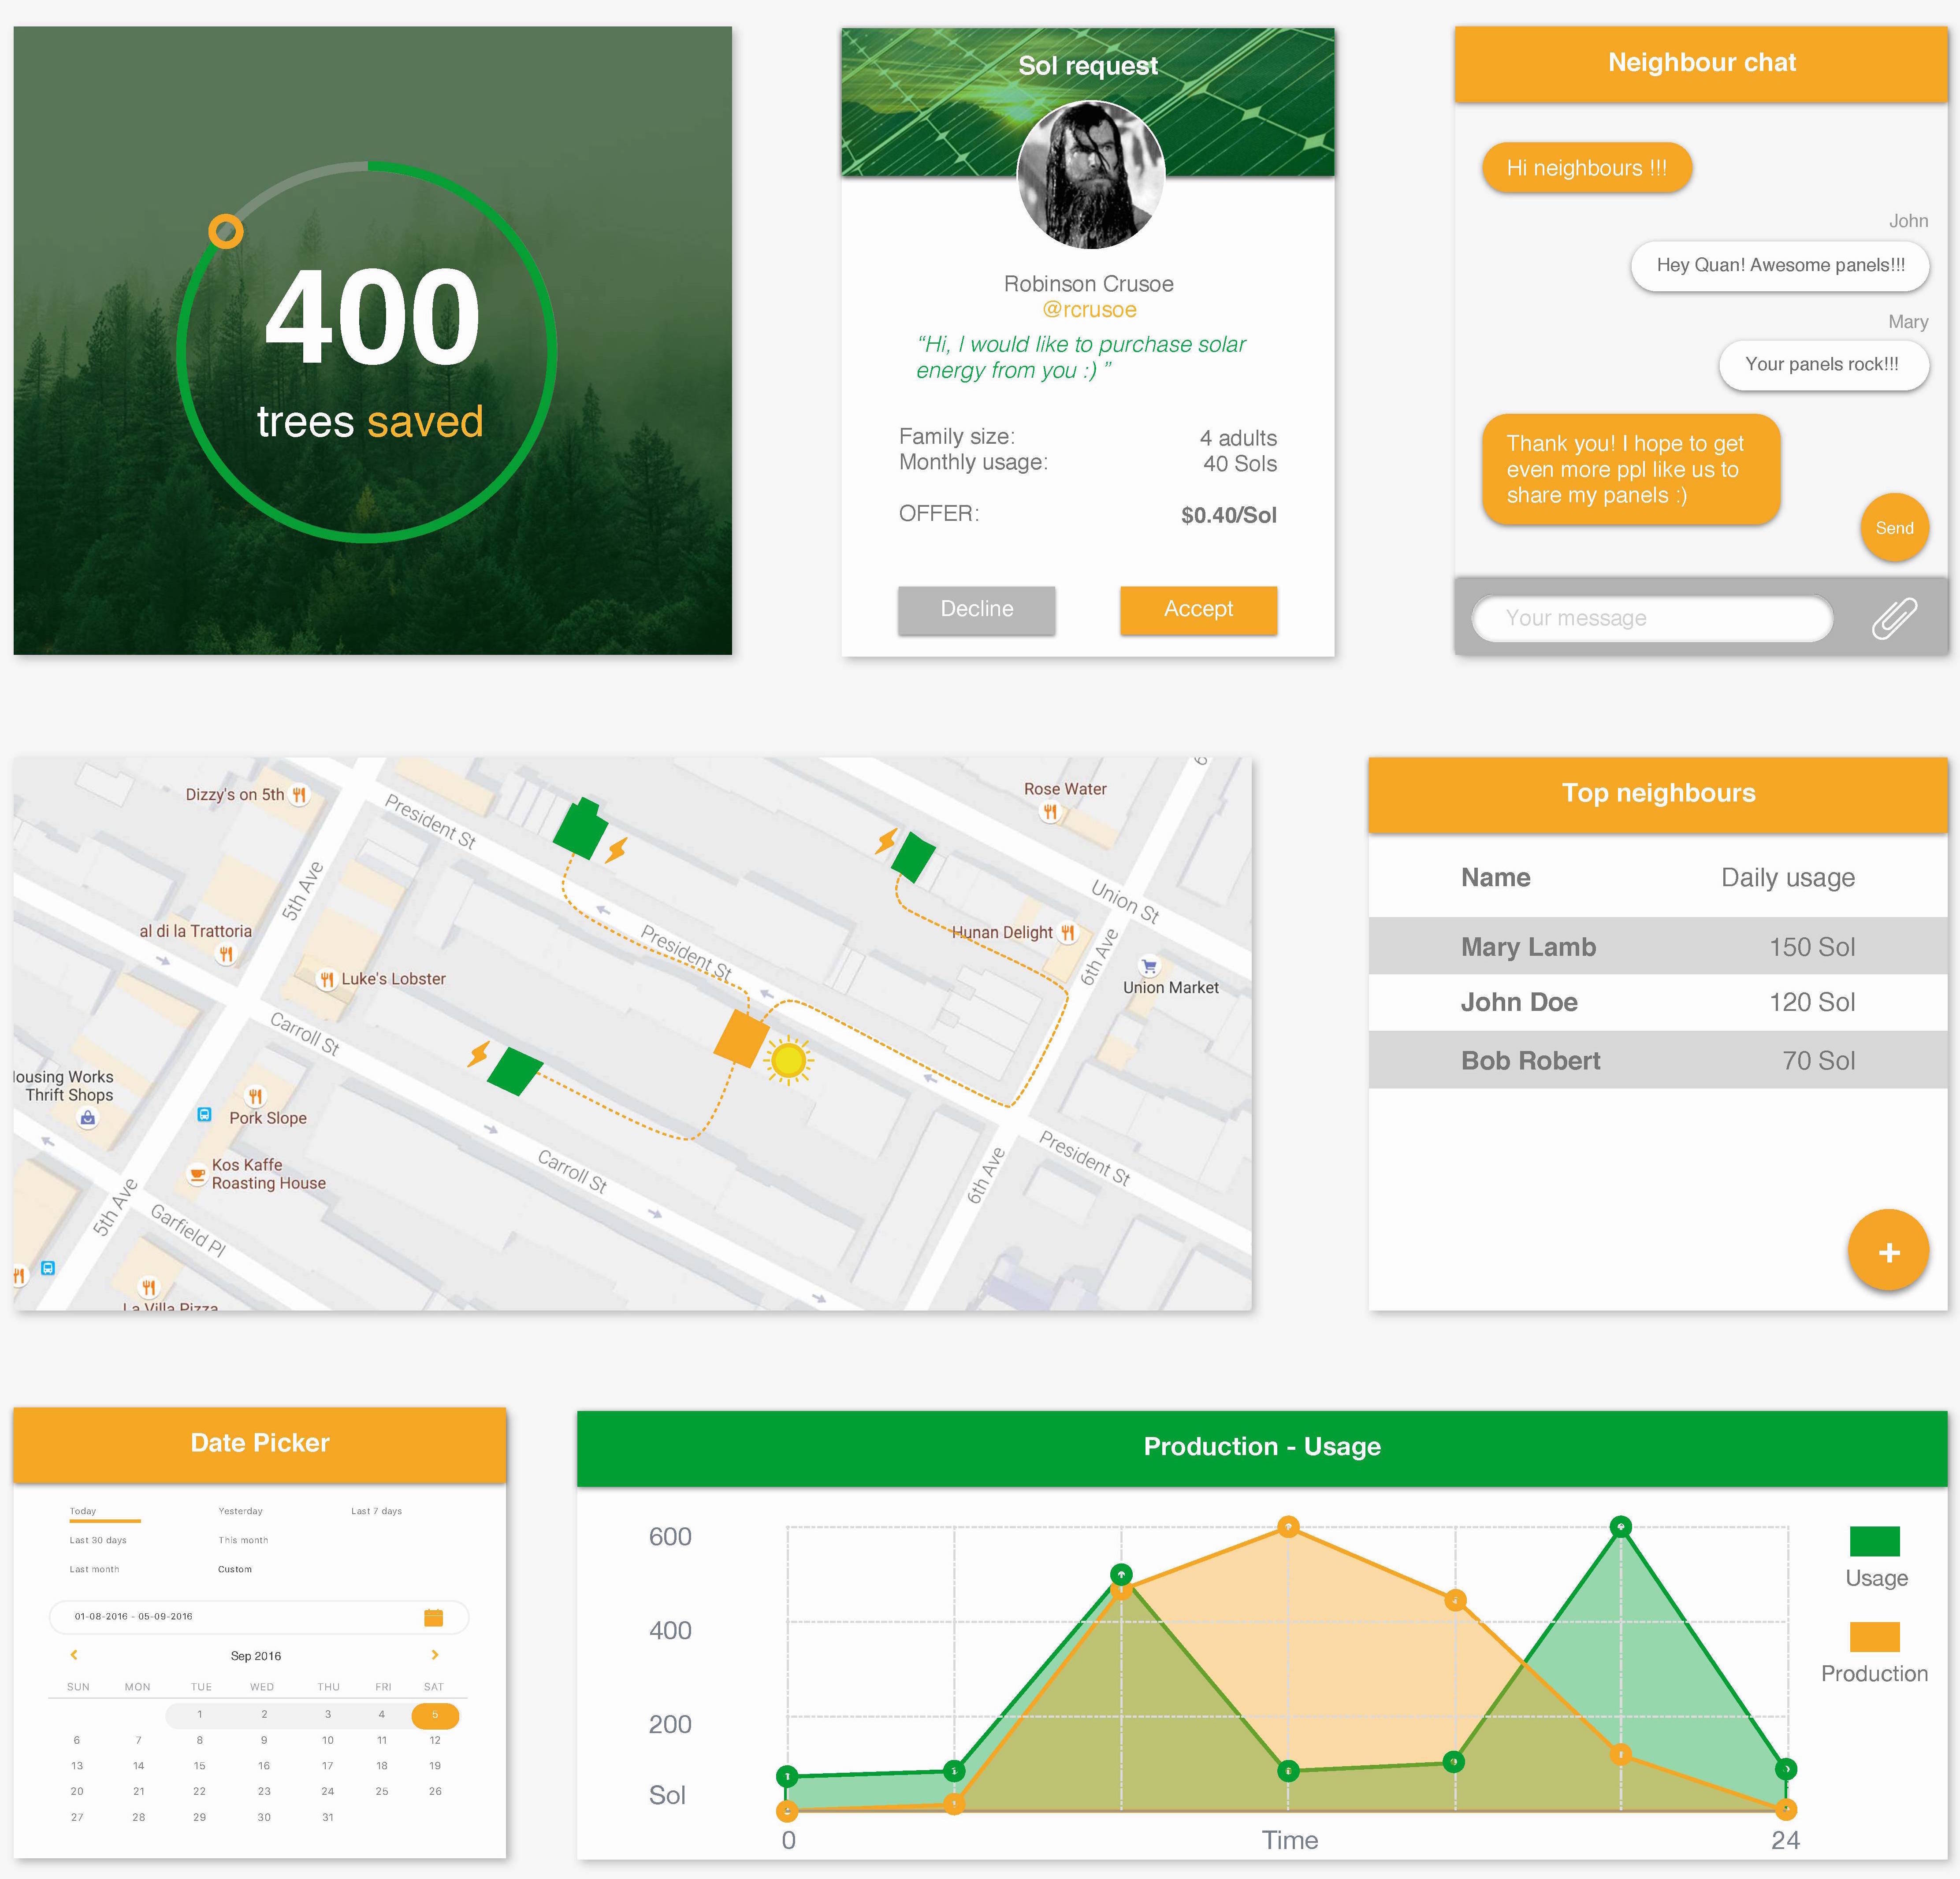 400
trees saved
Sol request
Robinson Crusoe
@rcrusoe
“Hi, I would like to purchase solar
energy from you :) ”
Family size: 4 adults
Monthly usage: 40 Sols
OFFER: $0.40/Sol
Decline Accept
Neighbour chat
Hi neighbours !!!
John
Hey Quan! Awesome panels!!!
Mary
Your panels rock!!!
Thank you! I hope to get
even more ppl like us to
share my panels :)
Send
Your message
Dizzy's on 5th
President St
Rose Water
5th Ave
Union St
al di la Trattoria
President St
Hunan Delight
6th Ave
Luke's Lobster
Union Market
Carroll St
Housing Works
Thrift Shops
Pork Slope
President St
Kos Kaffe
Roasting House
Carroll St
6th Ave
5th Ave
Garfield Pl
La Villa Pizza
Top neighbours
Name Daily usage
Mary Lamb 150 Sol
John Doe 120 Sol
Bob Robert 70 Sol
+
Date Picker
Today Yesterday Last 7 days
Last 30 days This month
Last month Custom
01-08-2016 - 05-09-2016
Sep 2016
SUN MON TUE WED THU FRI SAT
1 2 3 4 5
6 7 8 9 10 11 12
13 14 15 16 17 18 19
20 21 22 23 24 25 26
27 28 29 30 31
Production - Usage
600
400
200
Sol
0 Time 24
Usage
Production